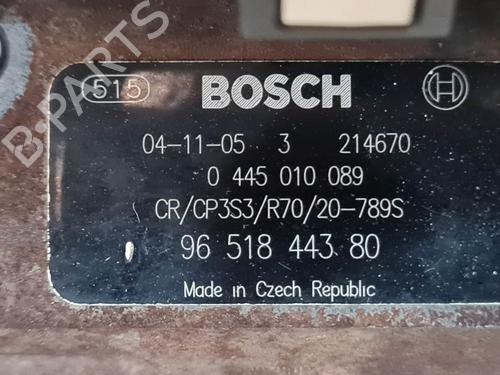 515 BOSCH
04-11-05 3 214670
0 445 010 089
CR/CP3S3/R70/20-789S
96 518 443 80
Made in Czech Republic
B-PARTS